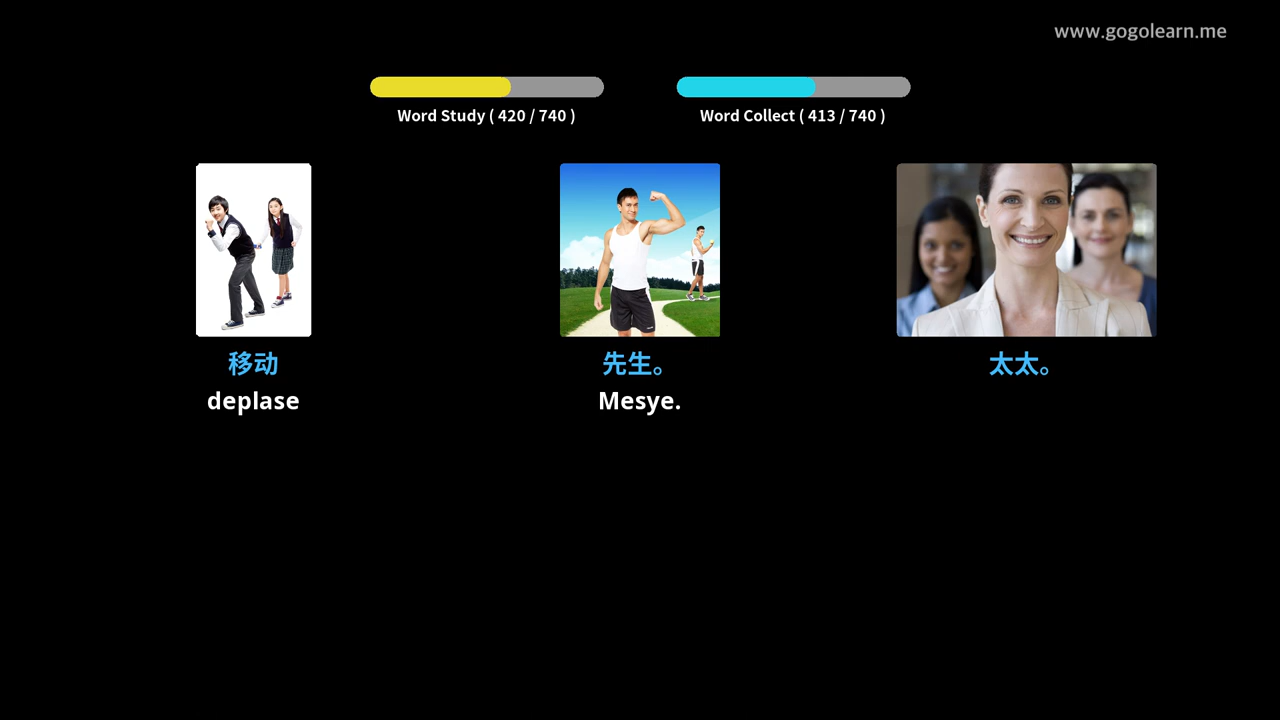 www.gogolearn.me
Word Study ( 420 / 740 )
Word Collect ( 413 / 740 )
移动
先生。
太太。
deplase
Mesye.